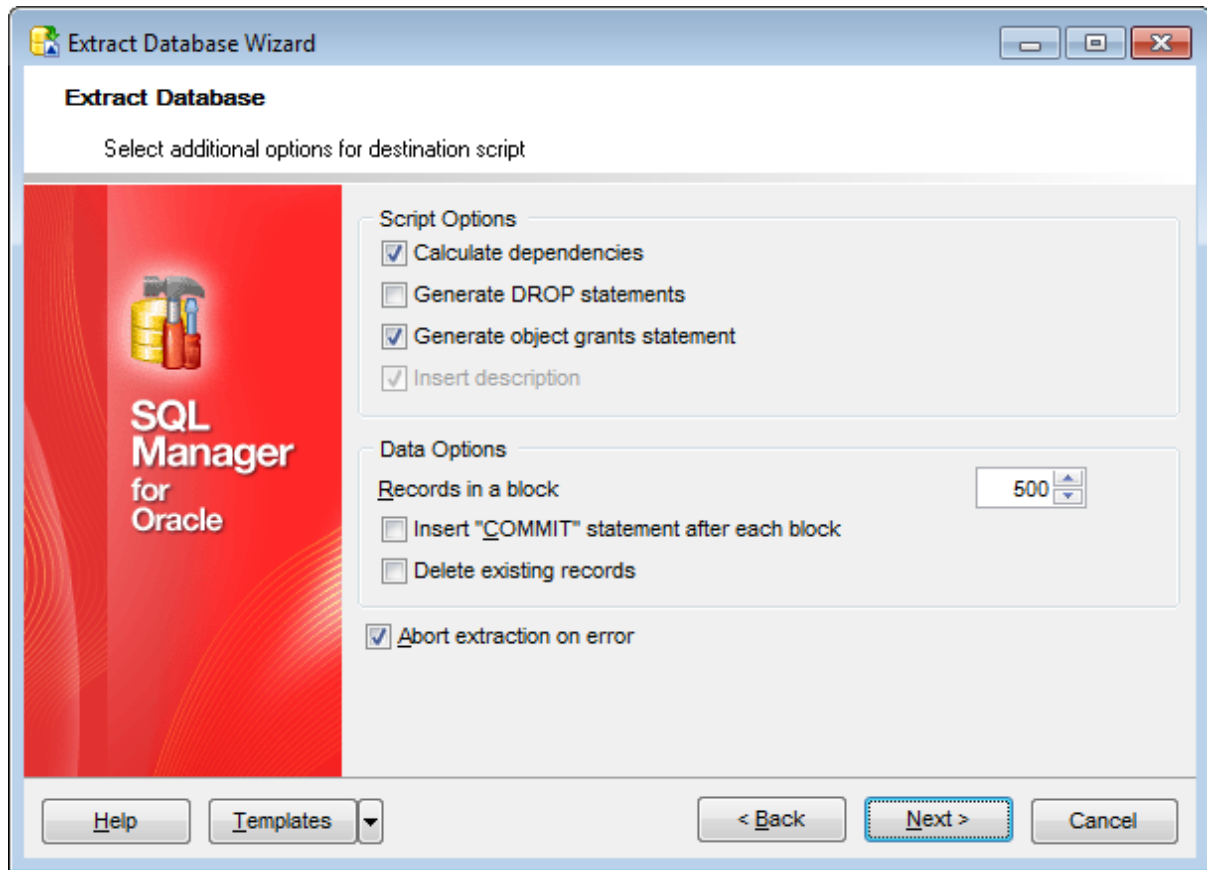 Extract Database Wizard
Extract Database
Select additional options for destination script
SQL
Manager
for
Oracle
Script Options
Calculate dependencies
Generate DROP statements
Generate object grants statement
Insert description
Data Options
Records in a block 500
Insert "COMMIT" statement after each block
Delete existing records
Abort extraction on error
Help Templates < Back Next > Cancel